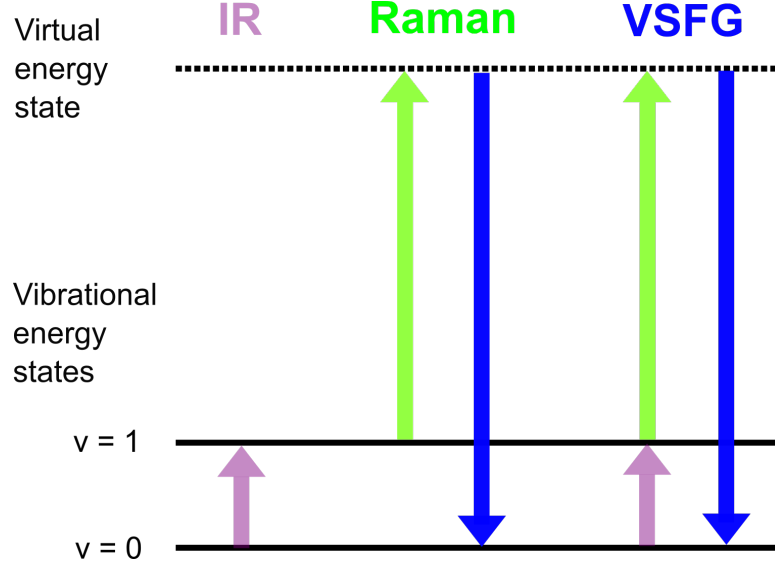 IR
Raman
VSFG
Virtual
energy
state
Vibrational
energy
states
v = 1
v = 0